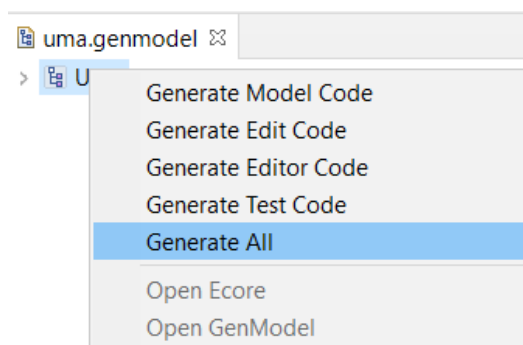 uma.genmodel
U
Generate Model Code
Generate Edit Code
Generate Editor Code
Generate Test Code
Generate All
Open Ecore
Open GenModel